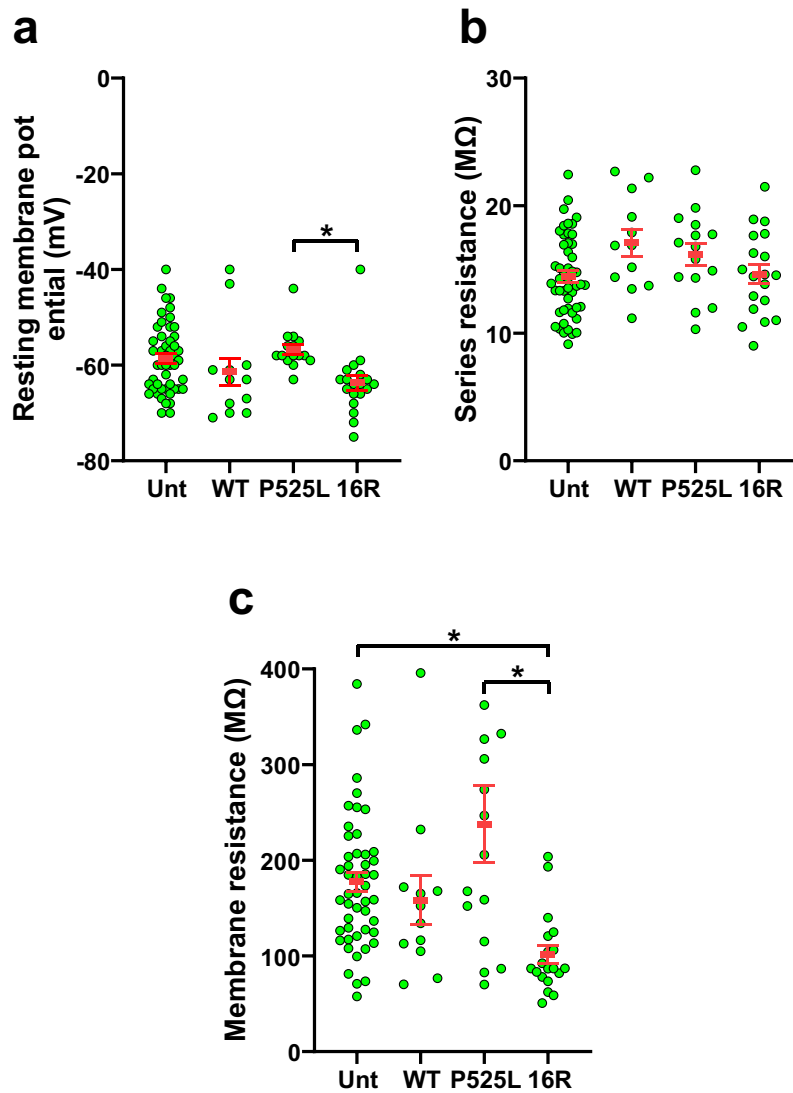 a
Resting membrane pot
ential (mV)
0
-20
-40
-60
-80
*
Unt WT P525L 16R
b
Series resistance (MΩ)
30
20
10
0
Unt WT P525L 16R
c
Membrane resistance (MΩ)
400
300
200
100
0
*
*
Unt WT P525L 16R